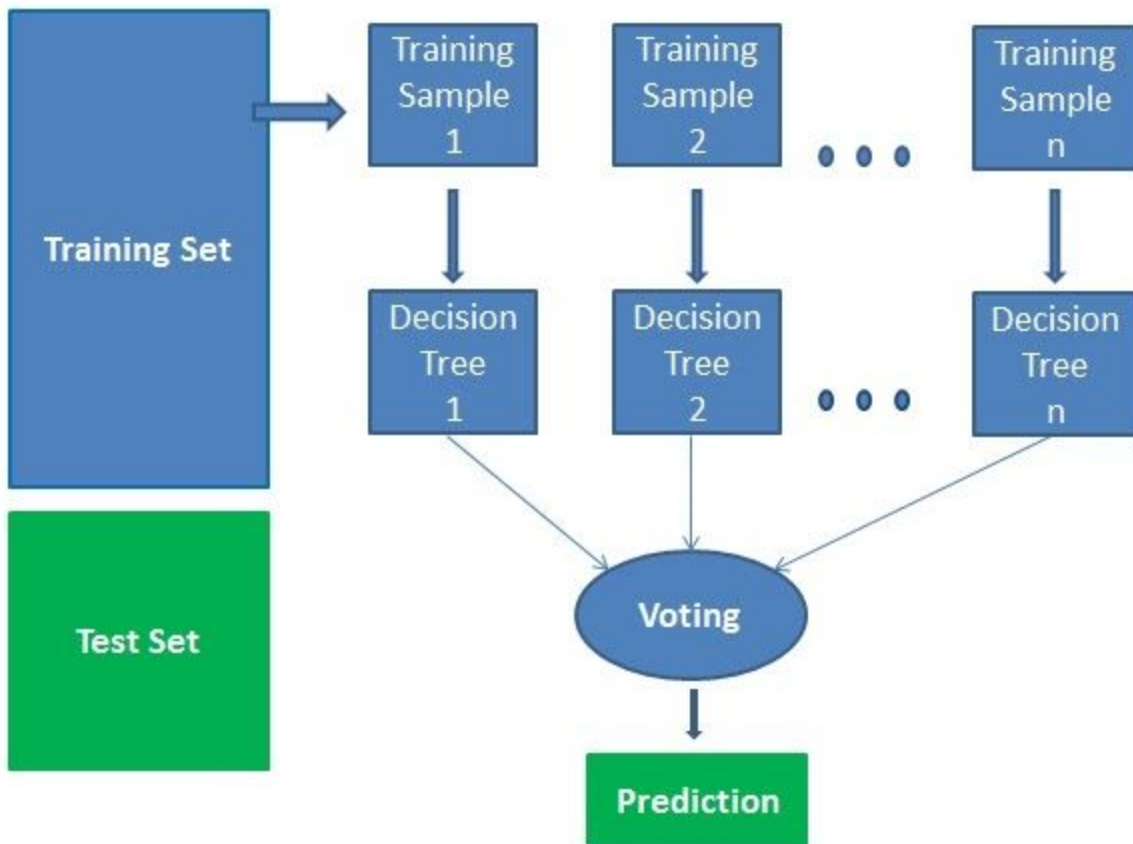 Training Set
Training
Sample
1
Training
Sample
2
Training
Sample
n
Decision
Tree
1
Decision
Tree
2
Decision
Tree
n
Test Set
Voting
Prediction